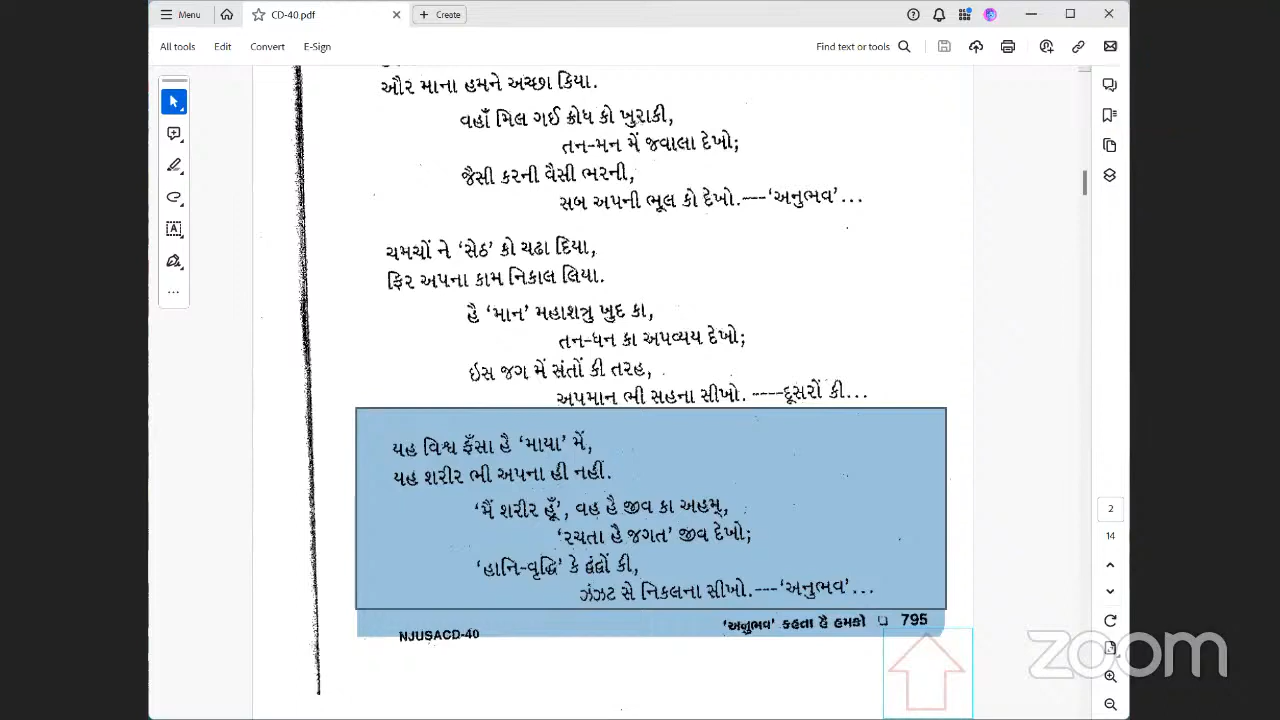 Menu
CD-40.pdf
Create
All tools Edit Convert E-Sign
Find text or tools
ઔર માના હમને અચ્છા કિયા.
વહાઁ મિલ ગઈ ક્રોધ કો ખુરાકી,
તન-મન મેં જવાલા દેખો;
જૈસી કરની વૈસી ભરની,
સબ અપની ભૂલ કો દેખો.---‘અનુભવ’...
ચમચોં ને ‘સેઠ’ કો ચઢા દિયા,
ફિર અપના કામ નિકાલ લિયા.
હૈ ‘માન’ મહાશત્રુ ખુદ કા,
તન-ધન કા અપવ્યય દેખો;
ઇસ જગ મેં સંતોં કી તરહ,
અપમાન ભી સહના સીખો. ----દૂસરોં કી...
યહ વિશ્વ ફઁસા હૈ ‘માયા’ મેં,
યહ શરીર ભી અપના હી નહીં.
‘મૈં શરીર હૂઁ’, વહ હૈ જીવ કા અહમ્,
‘રચતા હૈ જગત’ જીવ દેખો;
‘હાનિ-વૃદ્ધિ’ કે દ્વંદ્વોં કી,
ઝંઝટ સે નિકલના સીખો.---‘અનુભવ’...
‘અનુભવ’ કહતા હૈ હમકો ❑ 795
NJUSACD-40
2
14
zoom